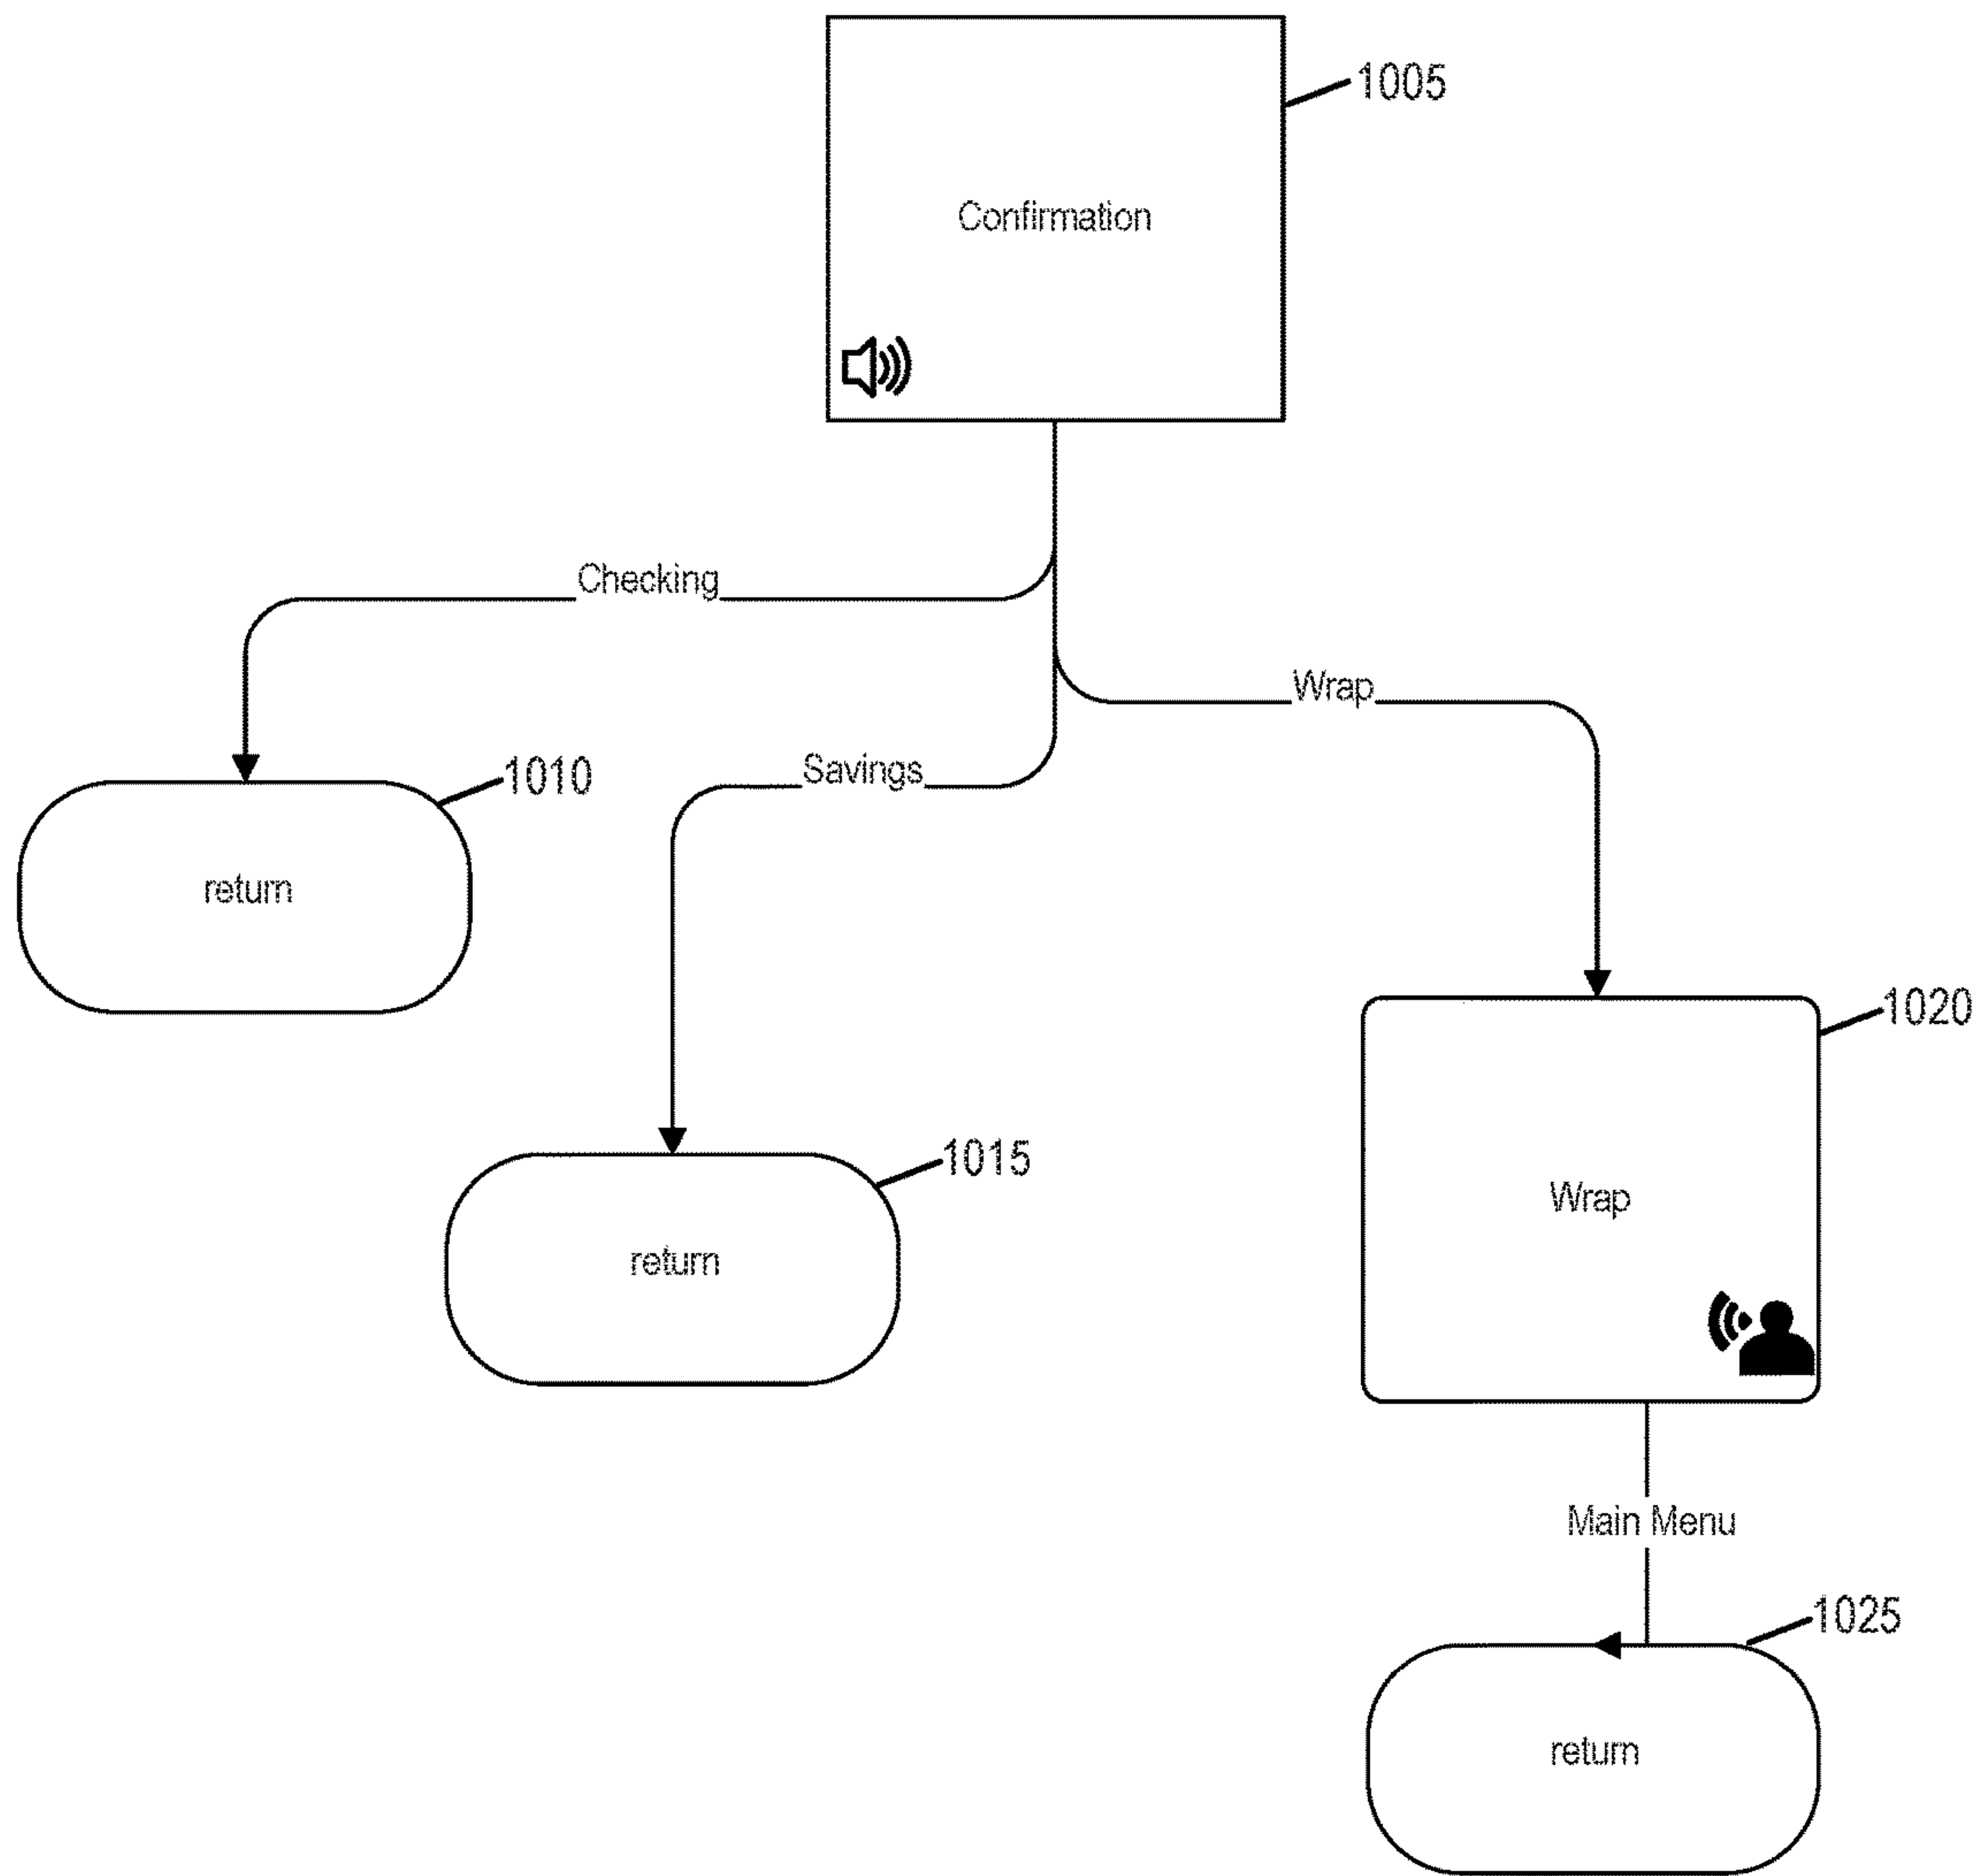 1005
Confirmation
Checking
Wrap
Savings
1010
return
1020
1015
Wrap
return
Main Menu
1025
return